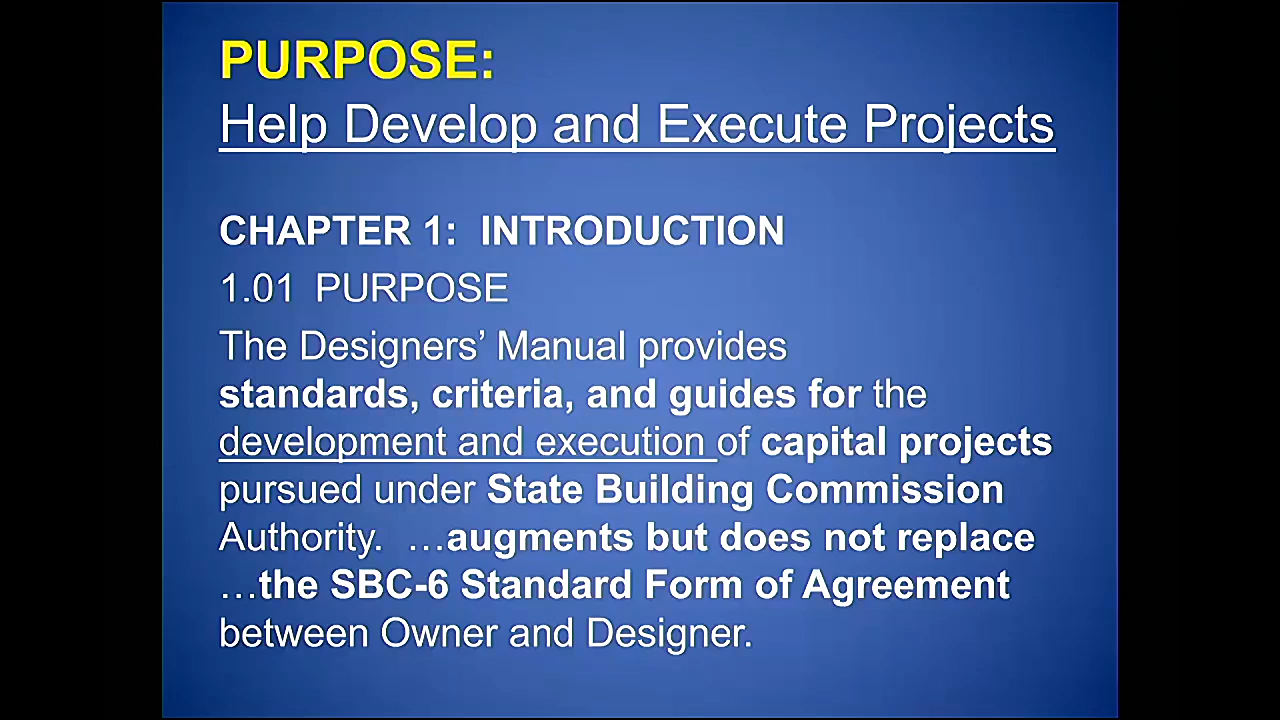 PURPOSE:
Help Develop and Execute Projects
CHAPTER 1:  INTRODUCTION
1.01  PURPOSE
The Designers’ Manual provides
standards, criteria, and guides for the
development and execution of capital projects
pursued under State Building Commission
Authority.  …augments but does not replace
…the SBC-6 Standard Form of Agreement
between Owner and Designer.